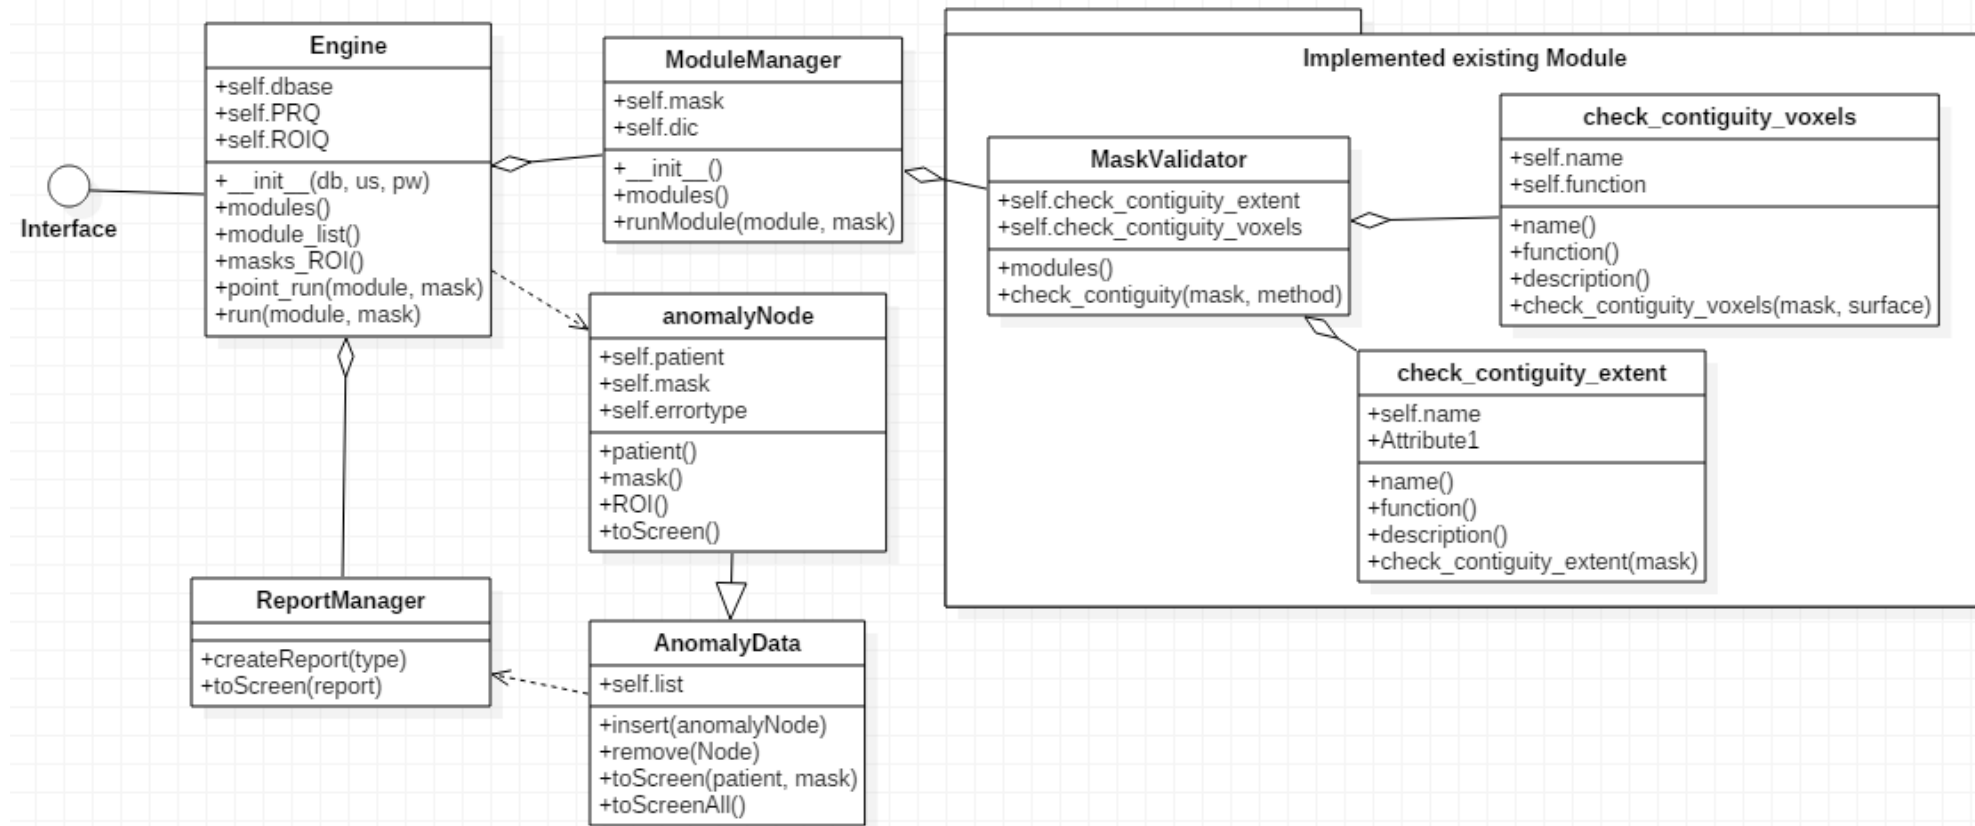 Interface
Engine
+self.dbase
+self.PRQ
+self.ROIQ
+__init__(db, us, pw)
+modules()
+module_list()
+masks_ROI()
+point_run(module, mask)
+run(module, mask)
ModuleManager
+self.mask
+self.dic
+__init__()
+modules()
+runModule(module, mask)
Implemented existing Module
MaskValidator
+self.check_contiguity_extent
+self.check_contiguity_voxels
+modules()
+check_contiguity(mask, method)
check_contiguity_voxels
+self.name
+self.function
+name()
+function()
+description()
+check_contiguity_voxels(mask, surface)
check_contiguity_extent
+self.name
+Attribute1
+name()
+function()
+description()
+check_contiguity_extent(mask)
anomalyNode
+self.patient
+self.mask
+self.errortype
+patient()
+mask()
+ROI()
+toScreen()
ReportManager
+createReport(type)
+toScreen(report)
AnomalyData
+self.list
+insert(anomalyNode)
+remove(Node)
+toScreen(patient, mask)
+toScreenAll()